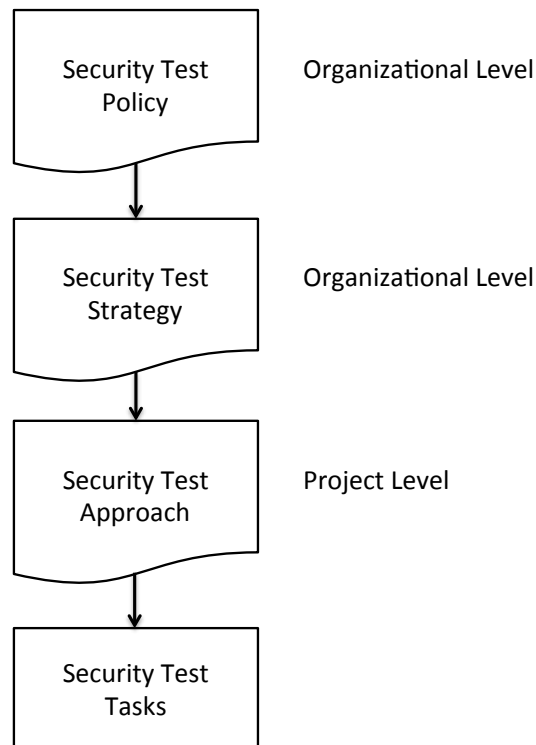 Security Test
Policy
Organizational Level
Security Test
Strategy
Organizational Level
Security Test
Approach
Project Level
Security Test
Tasks